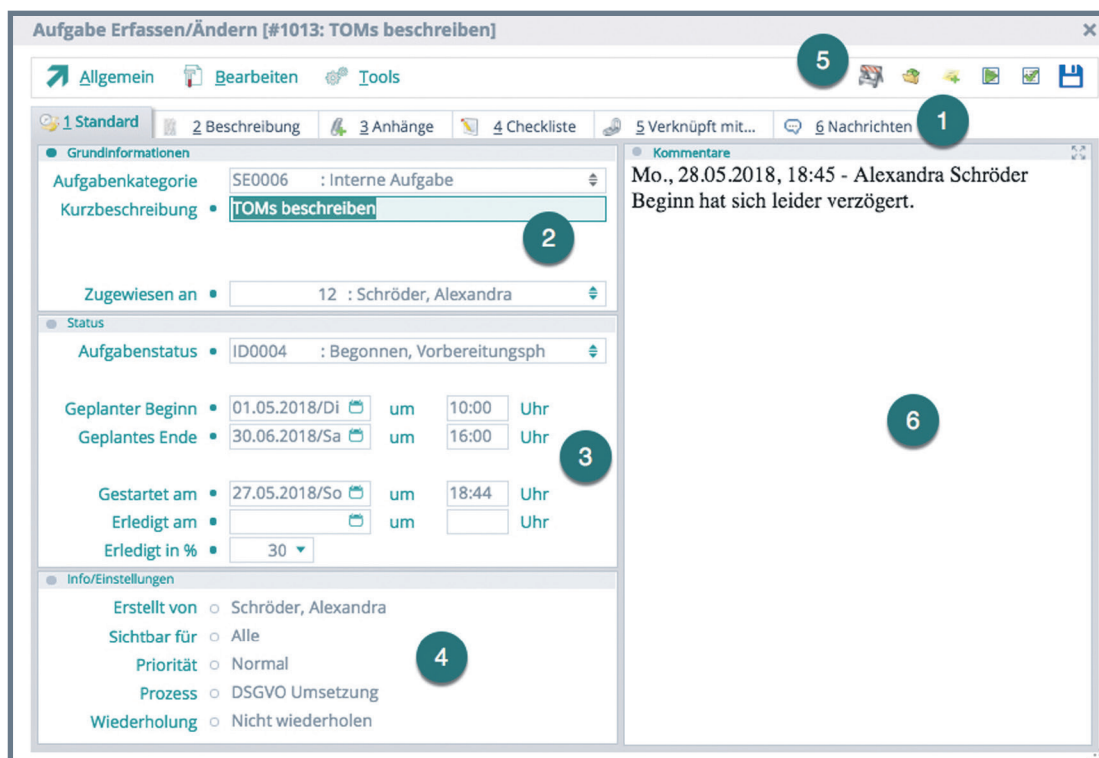 Aufgabe Erfassen/Ändern [#1013: TOMs beschreiben]
Allgemein Bearbeiten Tools 5
1 Standard 2 Beschreibung 3 Anhänge 4 Checkliste 5 Verknüpft mit... 6 Nachrichten 1
Grundinformationen
Aufgabenkategorie SE0006 : Interne Aufgabe
Kurzbeschreibung TOMs beschreiben
2
Zugewiesen an 12 : Schröder, Alexandra
Status
Aufgabenstatus ID0004 : Begonnen, Vorbereitungsph
Geplanter Beginn 01.05.2018/Di um 10:00 Uhr
Geplantes Ende 30.06.2018/Sa um 16:00 Uhr
3
Gestartet am 27.05.2018/So um 18:44 Uhr
Erledigt am um Uhr
Erledigt in % 30
Info/Einstellungen
Erstellt von Schröder, Alexandra
Sichtbar für Alle
4
Priorität Normal
Prozess DSGVO Umsetzung
Wiederholung Nicht wiederholen
Kommentare
Mo., 28.05.2018, 18:45 - Alexandra Schröder
Beginn hat sich leider verzögert.
6